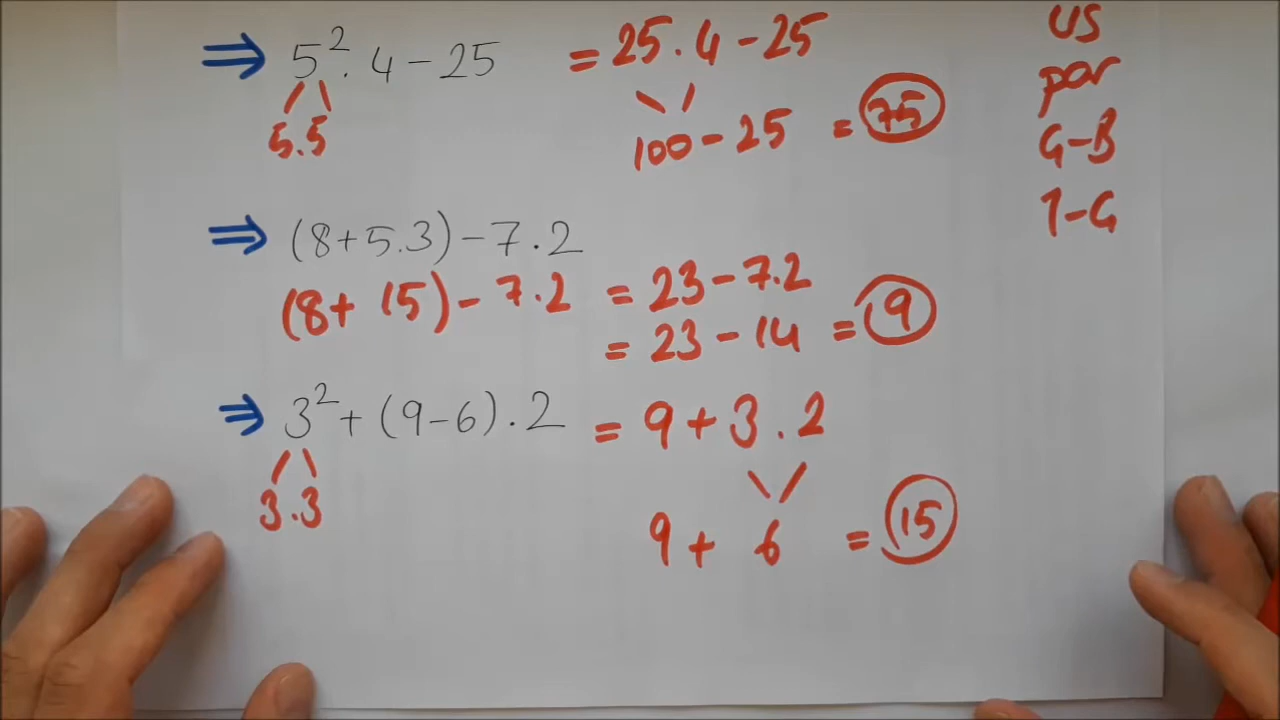 ⇒ 5². 4 - 25 = 25.4 - 25
5.5
100 - 25 = 75
⇒ (8+5.3) - 7.2
(8+ 15) - 7.2 = 23 - 7.2
= 23 - 14 = 9
⇒ 3² + (9-6).2 = 9 + 3.2
3.3
9 + 6 = 15
US
par
Ç-B
T-Ç